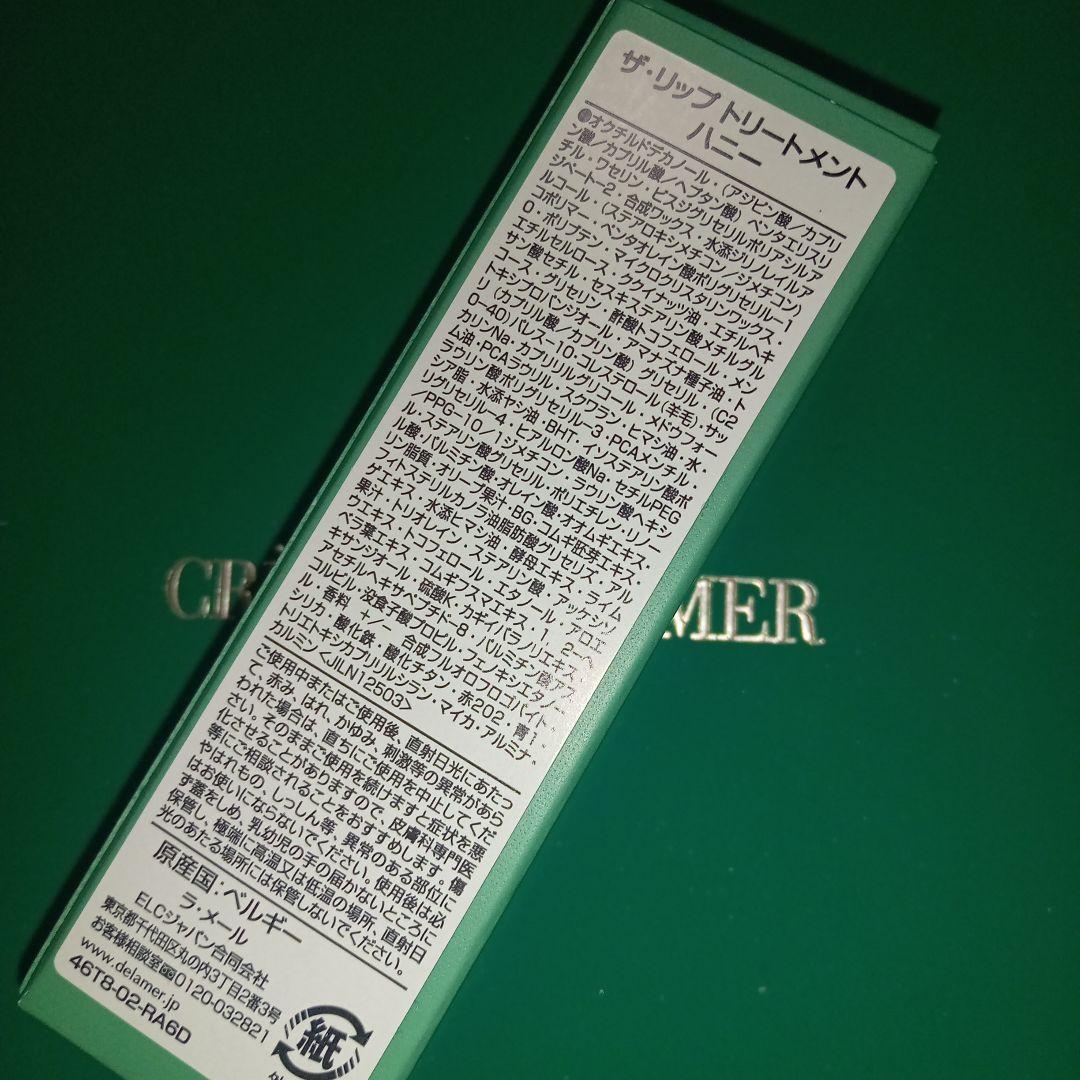 ザ・リップ トリートメント
ハニー
●オクチルドデカノール・(アジピン酸/カプリ
ン酸/カプリル酸/ヘプタン酸)ペンタエリスリ
チル・ワセリン・ビスジグリセリルポリアシルア
ジペート-2・合成ワックス・水添ジリノレイルア
ルコール・(ステアロキシメチコン/ジメチコン)
コポリマー・ペンタオレイン酸ポリグリセリル-1
0・ポリブテン・マイクロクリスタリンワックス・
エチルセルロース・ククイナッツ油・エチルヘキ
サン酸セチル・セスキステアリン酸メチルグル
コース・グリセリン・酢酸トコフェロール・メン
トキシプロパンジオール・アマナズナ種子油・ト
リ(カプリル酸/カプリン酸)グリセリル・(C2
0-40)パレス-10・コレステロール(羊毛)・サッ
カリンNa・カプリリルグリコール・メドウフォー
ム油・PCAラウリル・スクワラン・ヒマシ油・水・
ラウリン酸ポリグリセリル-3・PCAメンチル・
シア脂・水添ヤシ油・BHT・イソステアリン酸ポ
リグリセリル-4・ヒアルロン酸Na・セチルPEG
/PPG-10/1ジメチコン・ラウリン酸ヘキシ
ル・ステアリン酸グリセリル・ポリエチレン・リノー
ル酸・パルミチン酸・オレイン酸・オオムギエキス・
リン脂質・オリーブ果汁・BG・コムギ胚芽エキス・
フィトステリルカノラ油脂肪酸グリセリズ・アル
ゲエキス・水添ヒマシ油・酵母エキス・ライム
果汁・トリオレイン・ステアリン酸・アッケシソ
ウエキス・トコフェロール・エタノール・アロエ
ベラ葉エキス・コムギフスマエキス・1,2-ヘ
キサンジオール・硫酸K・カギイバラノリエキス・
アセチルヘキサペプチド-8・パルミチン酸アス
コルビル・没食子酸プロピル・フェノキシエタノー
ル・香料・+/- 合成フルオロフロゴパイト・
シリカ・酸化鉄・酸化チタン・赤202・青1・
トリエトキシカプリリルシラン・マイカ・アルミナ・
カルミン<JLN12503>
ご使用中またはご使用後、直射日光にあたっ
て、赤み、はれ、かゆみ、刺激等の異常があら
われた場合は、直ちにご使用を中止してくだ
さい。そのままご使用を続けますと症状を悪
化させることがありますので、皮膚科専門医
等にご相談されることをおすすめします。傷
やはれもの、しっしん等、異常のある部位に
はお使いにならないでください。使用後は必
ず蓋をしめ、乳幼児の手の届かないところに
保管し、極端に高温又は低温の場所、直射日
光のあたる場所には保管しないでください。
原産国:ベルギー
ラ・メール
ELCジャパン合同会社
東京都千代田区丸の内3丁目2番3号
お客様相談室 0120-032821
www.delamer.jp
46T8-02-RA6D
紙
CR
MER